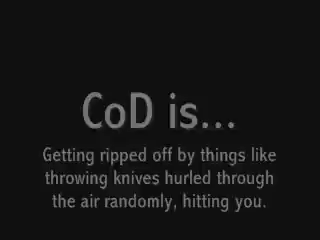 CoD is...
Getting ripped off by things like
throwing knives hurled through
the air randomly, hitting you.